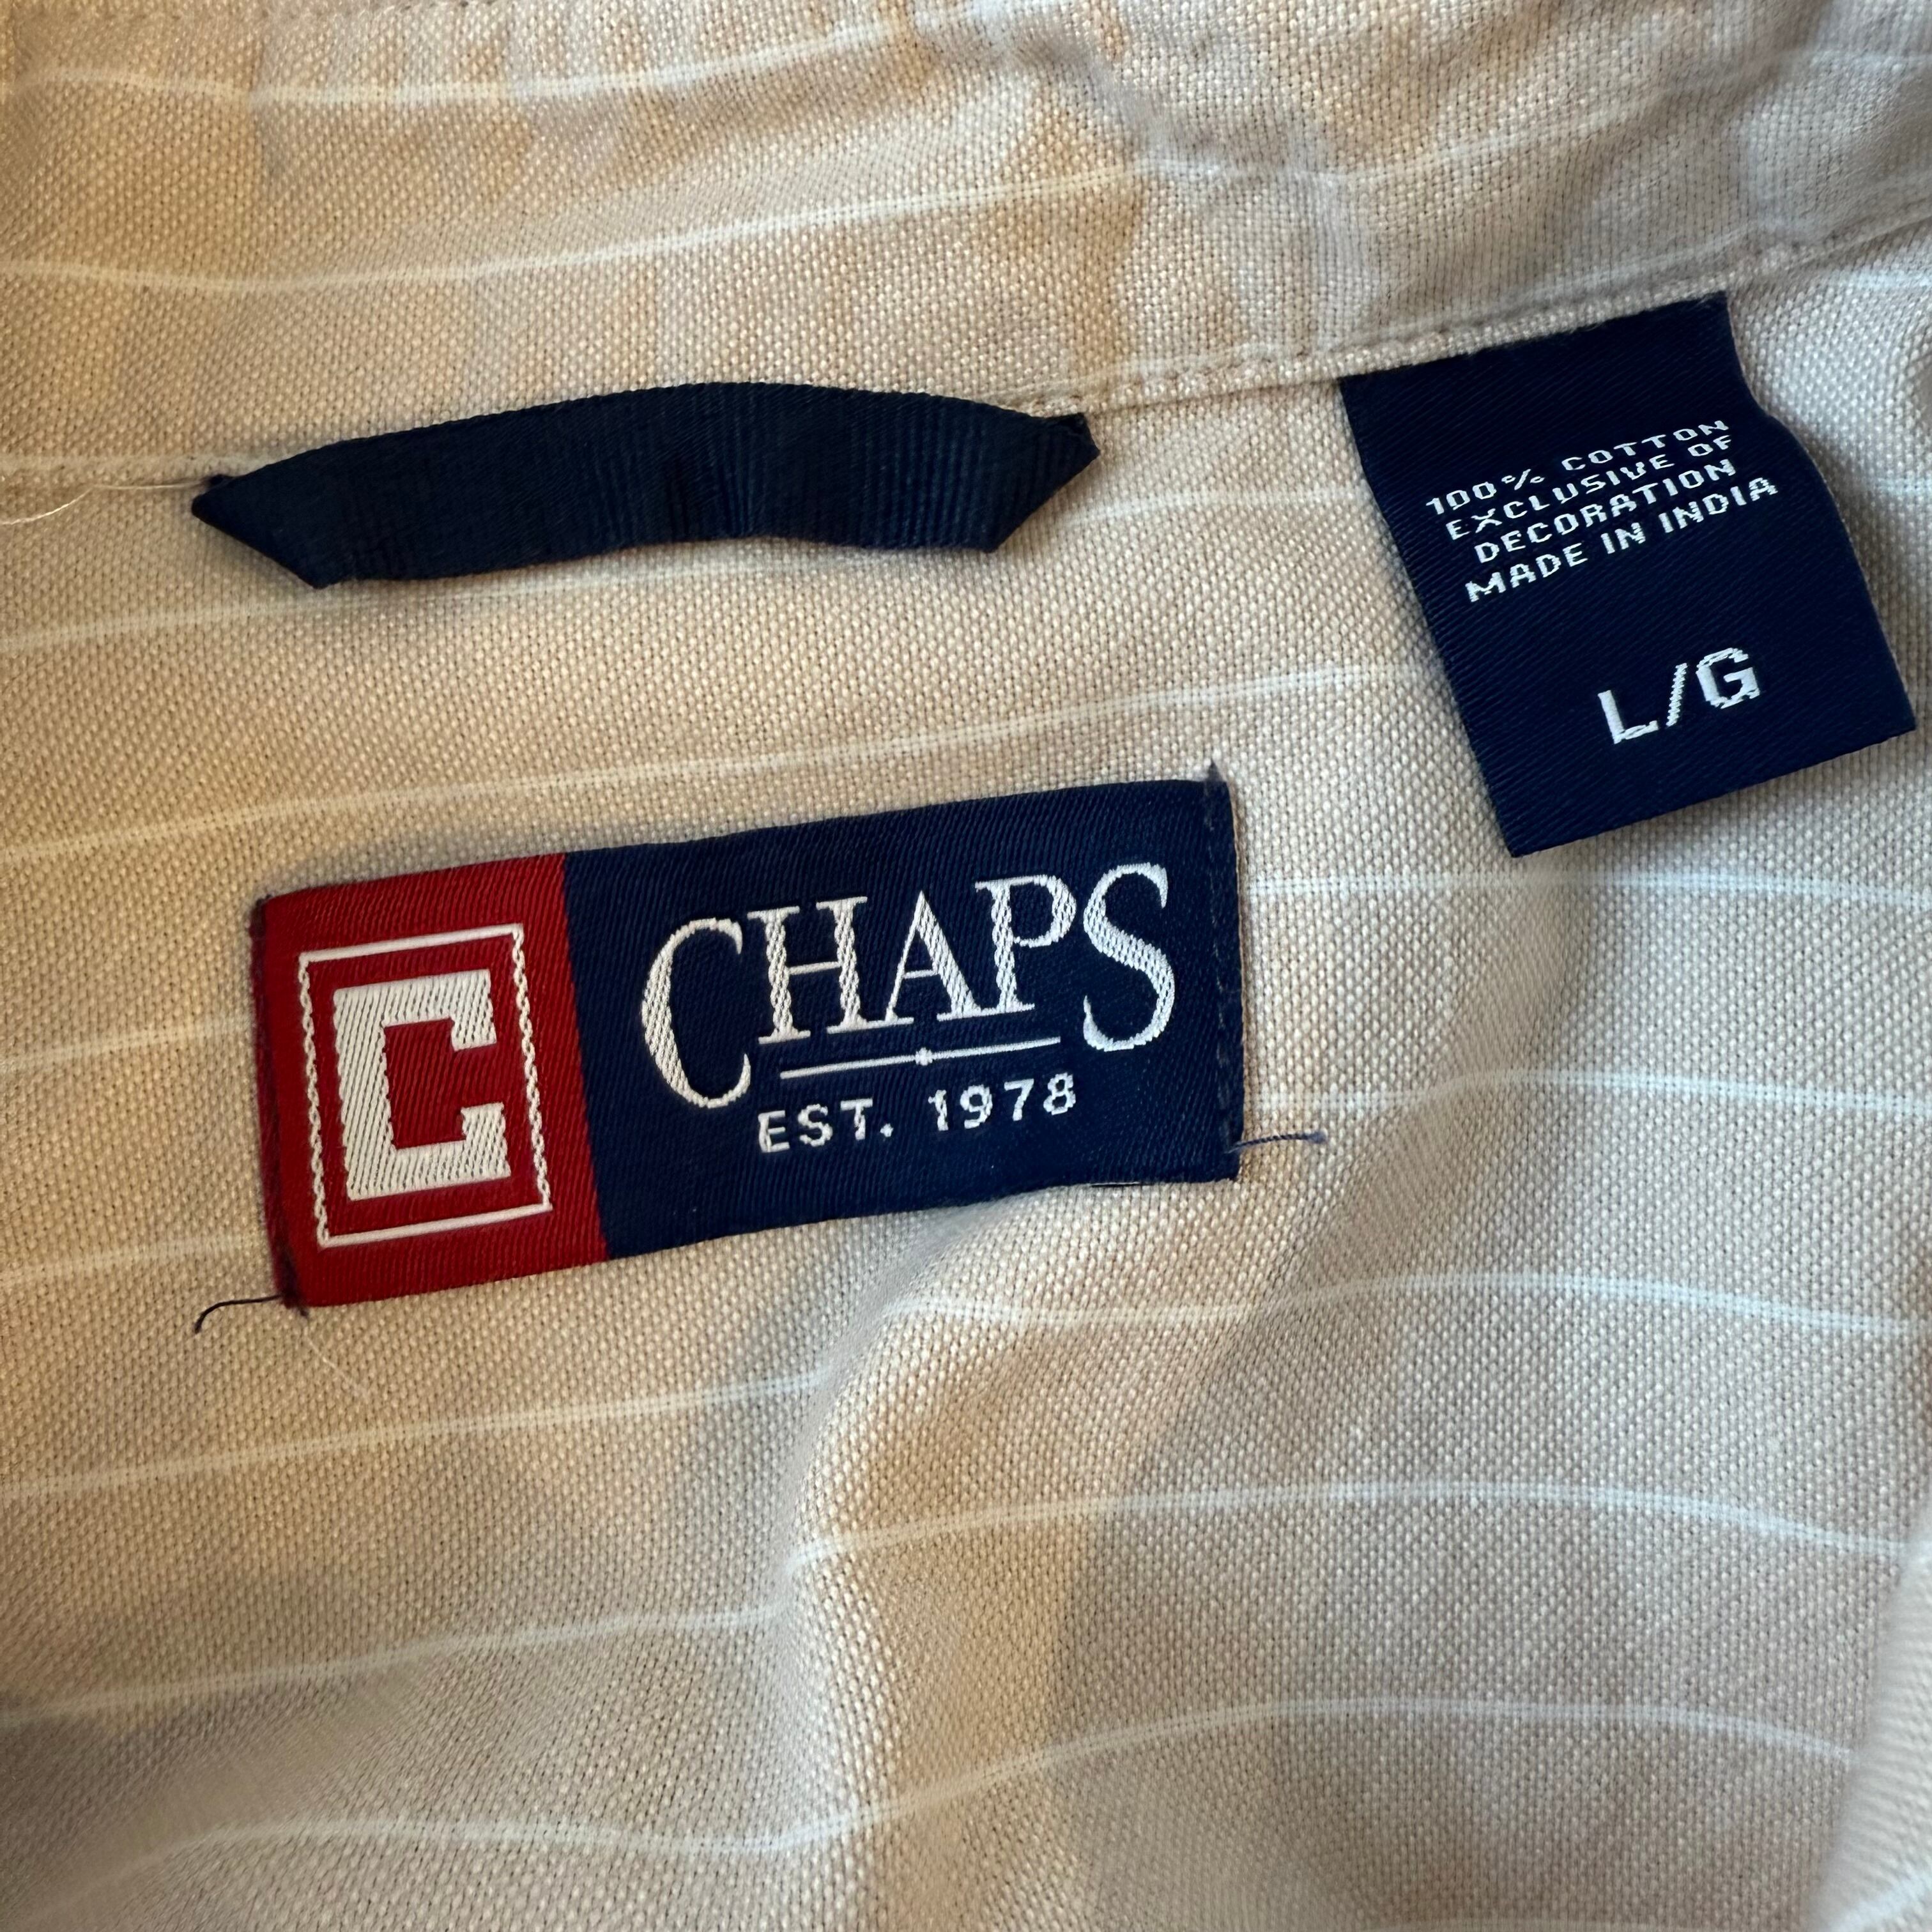 100% COTTON
EXCLUSIVE OF
DECORATION
MADE IN INDIA
L/G
C
CHAPS
EST. 1978